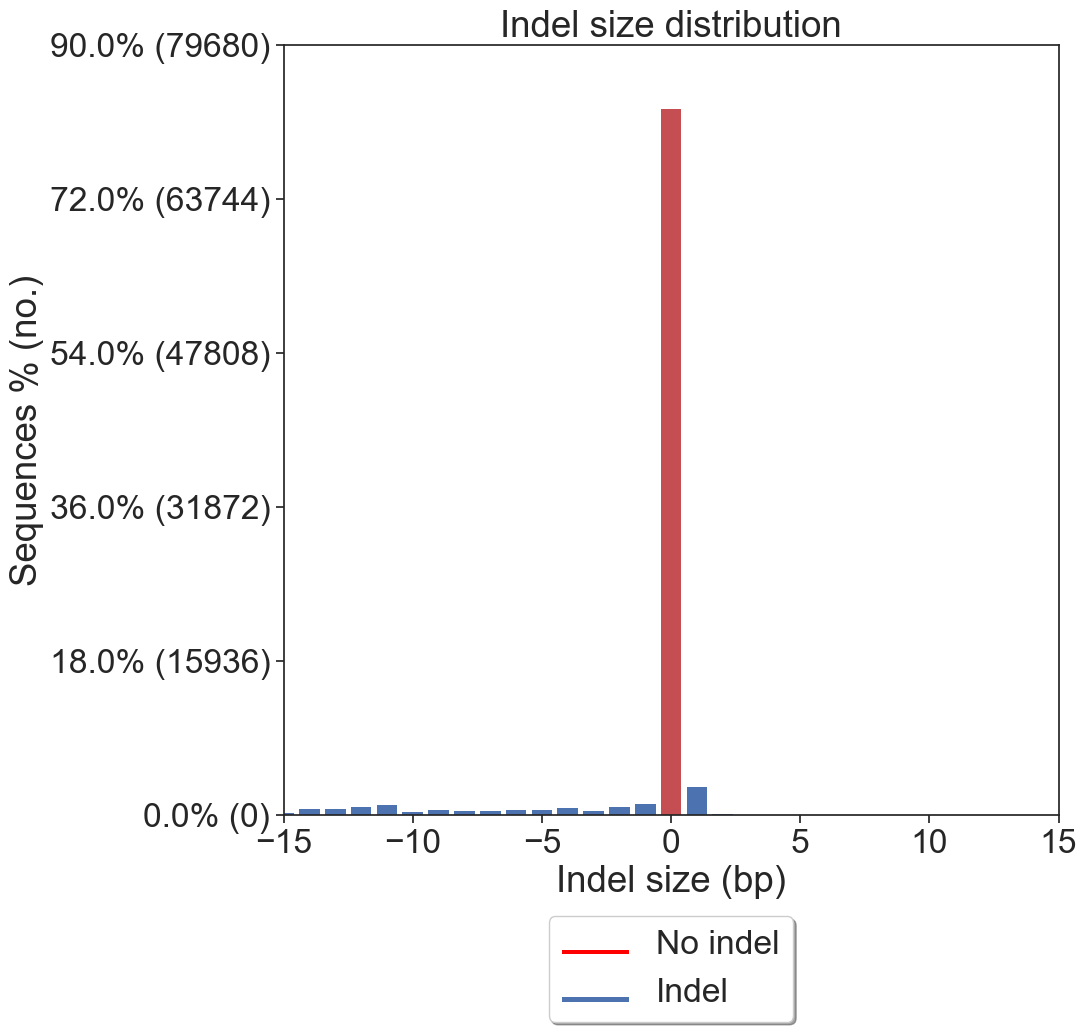 Indel size distribution
90.0% (79680)
72.0% (63744)
54.0% (47808)
36.0% (31872)
18.0% (15936)
0.0% (0)
Sequences % (no.)
−15 −10 −5 0 5 10 15
Indel size (bp)
No indel
Indel